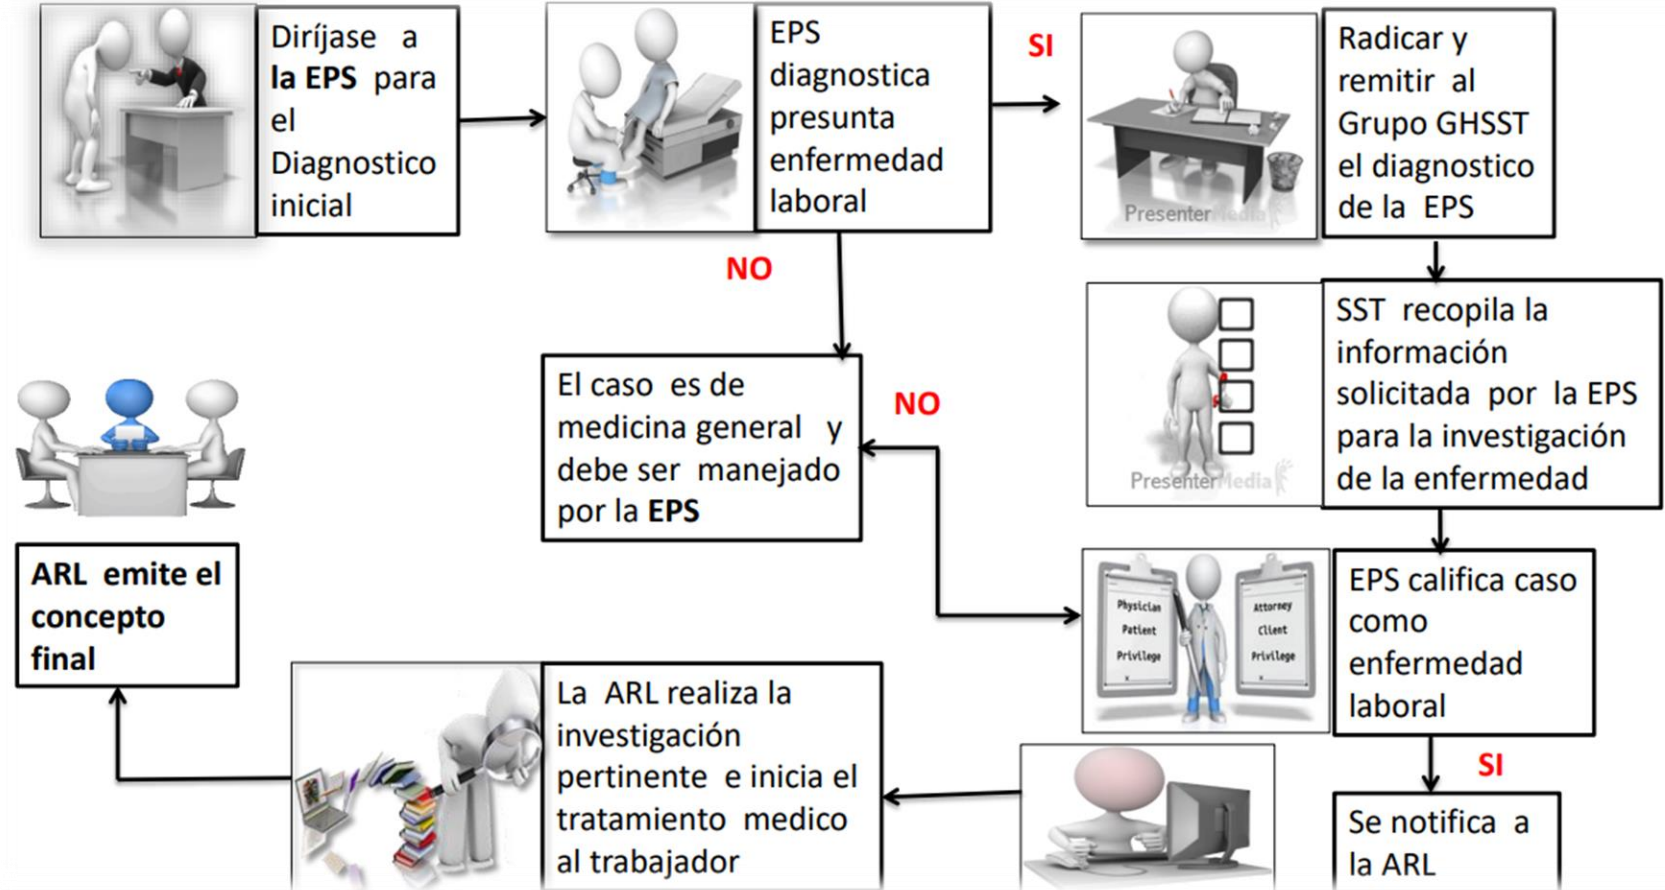 Diríjase a
la EPS para
el
Diagnostico
inicial
EPS
diagnostica
presunta
enfermedad
laboral
SI
Radicar y
remitir al
Grupo GHSST
el diagnostico
de la EPS
PresenterMedia
NO
SST recopila la
información
solicitada por la EPS
para la investigación
de la enfermedad
PresenterMedia
El caso es de
medicina general y
debe ser manejado
por la EPS
NO
EPS califica caso
como
enfermedad
laboral
Physician
Patient
Privilege
x
Attorney
Client
Privilege
x
SI
Se notifica a
la ARL
La ARL realiza la
investigación
pertinente e inicia el
tratamiento medico
al trabajador
ARL emite el
concepto
final